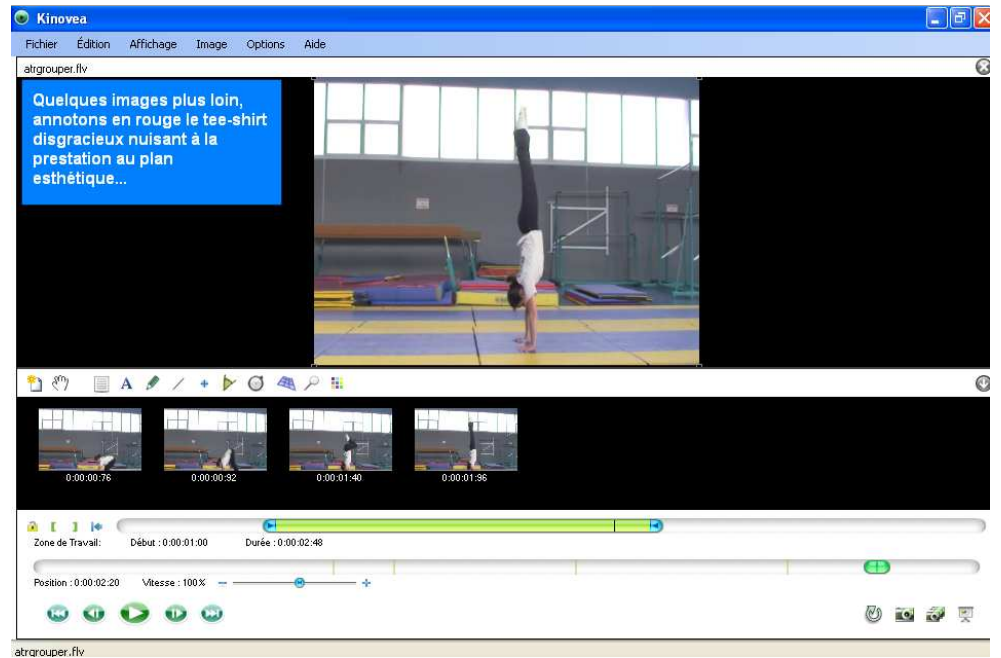 Kinovea
Fichier Édition Affichage Image Options Aide
atrgrouper.flv
Quelques images plus loin,
annotons en rouge le tee-shirt
disgracieux nuisant à la
prestation au plan
esthétique...
A
0:00:00:76 0:00:00:92 0:00:01:40 0:00:01:96
Zone de Travail: Début : 0:00:01:00 Durée : 0:00:02:48
Position : 0:00:02:20 Vitesse : 100%
atrgrouper.flv